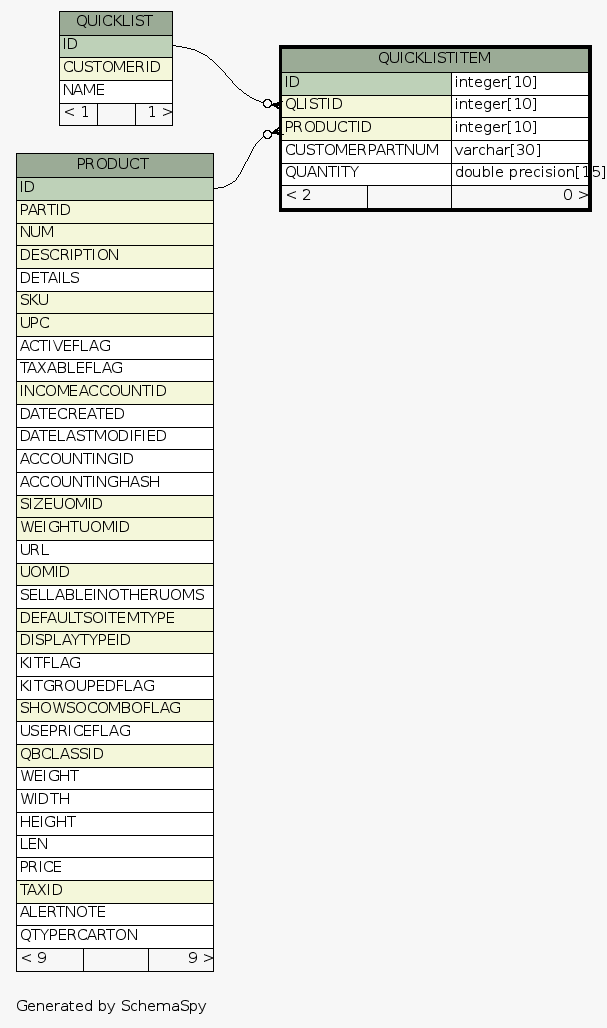 QUICKLIST
ID
CUSTOMERID
NAME
< 1 1 >
QUICKLISTITEM
ID integer[10]
QLISTID integer[10]
PRODUCTID integer[10]
CUSTOMERPARTNUM varchar[30]
QUANTITY double precision[15]
< 2 0 >
PRODUCT
ID
PARTID
NUM
DESCRIPTION
DETAILS
SKU
UPC
ACTIVEFLAG
TAXABLEFLAG
INCOMEACCOUNTID
DATECREATED
DATELASTMODIFIED
ACCOUNTINGID
ACCOUNTINGHASH
SIZEUOMID
WEIGHTUOMID
URL
UOMID
SELLABLEINOTHERUOMS
DEFAULTSOITEMTYPE
DISPLAYTYPEID
KITFLAG
KITGROUPEDFLAG
SHOWSOCOMBOFLAG
USEPRICEFLAG
QBCLASSID
WEIGHT
WIDTH
HEIGHT
LEN
PRICE
TAXID
ALERTNOTE
QTYPERCARTON
< 9 9 >
Generated by SchemaSpy